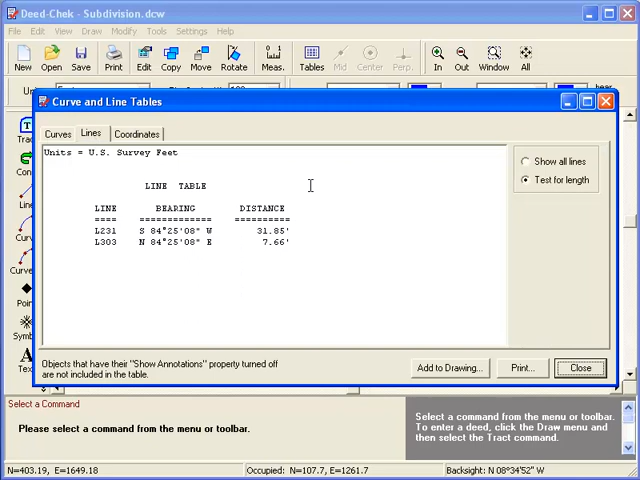 Deed-Chek - Subdivision.dcw
File Edit View Draw Modify Tools Settings Help
New Open Save Print Edit Copy Move Rotate Meas. Tables Mid Center Perp. In Out Window All
Curve and Line Tables
Curves Lines Coordinates
Units = U.S. Survey Feet
LINE TABLE
LINE BEARING DISTANCE
==== ============= ==========
L231 S 84°25'08" W 31.85'
L303 N 84°25'08" E 7.66'
Show all lines
Test for length
Objects that have their "Show Annotations" property turned off
are not included in the table.
Add to Drawing... Print... Close
Select a Command
Please select a command from the menu or toolbar.
Select a command from the menu or toolbar.
To enter a deed, click the Draw menu and
then select the Tract command.
N=403.19, E=1649.18 Occupied: N=107.7, E=1261.7 Backsight: N 08°34'52" W